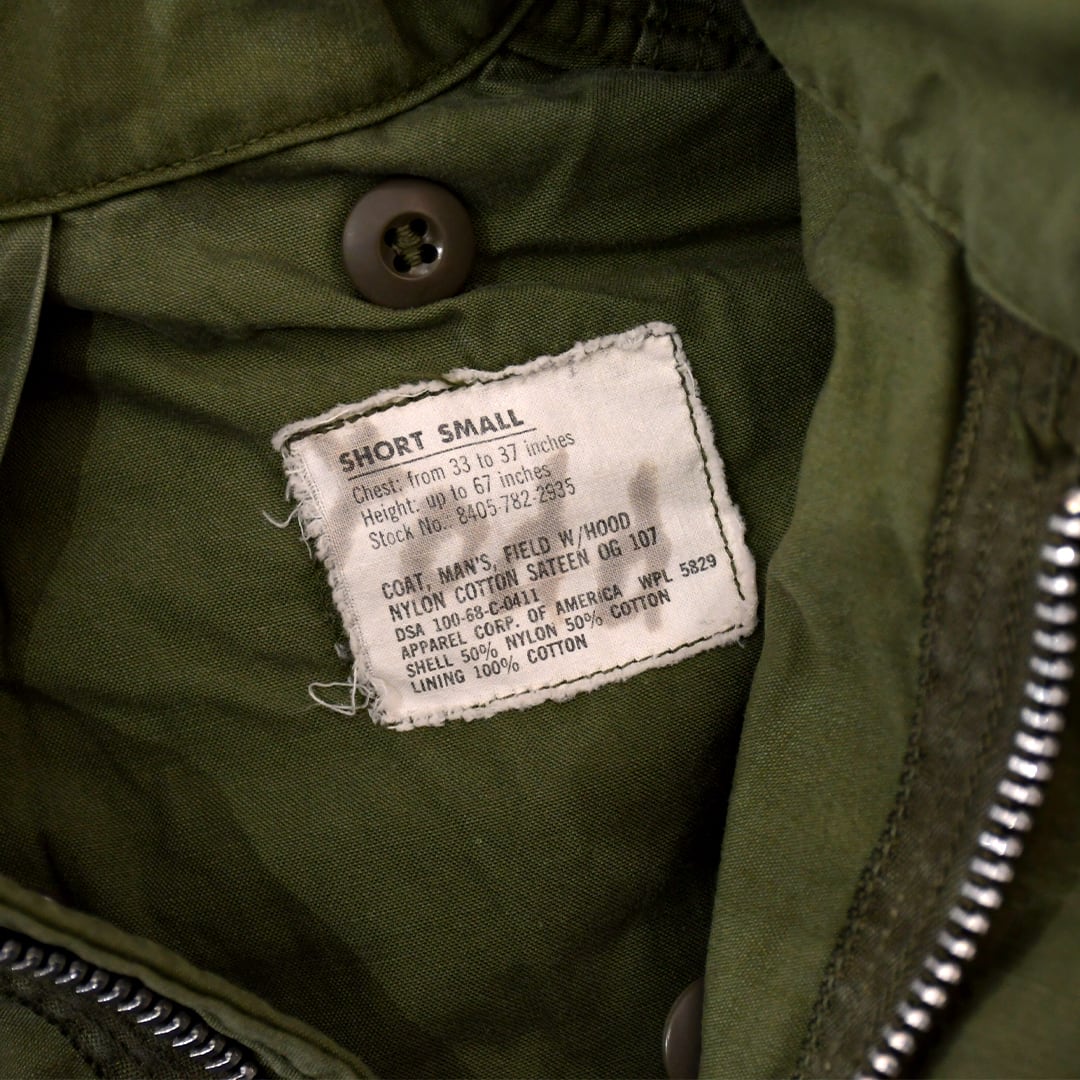 SHORT SMALL
Chest: from 33 to 37 inches
Height: up to 67 inches
Stock No.: 8405-782-2935
COAT, MAN'S, FIELD W/HOOD
NYLON COTTON SATEEN OG 107
DSA 100-68-C-0411
APPAREL CORP. OF AMERICA WPL 5829
SHELL 50% NYLON 50% COTTON
LINING 100% COTTON